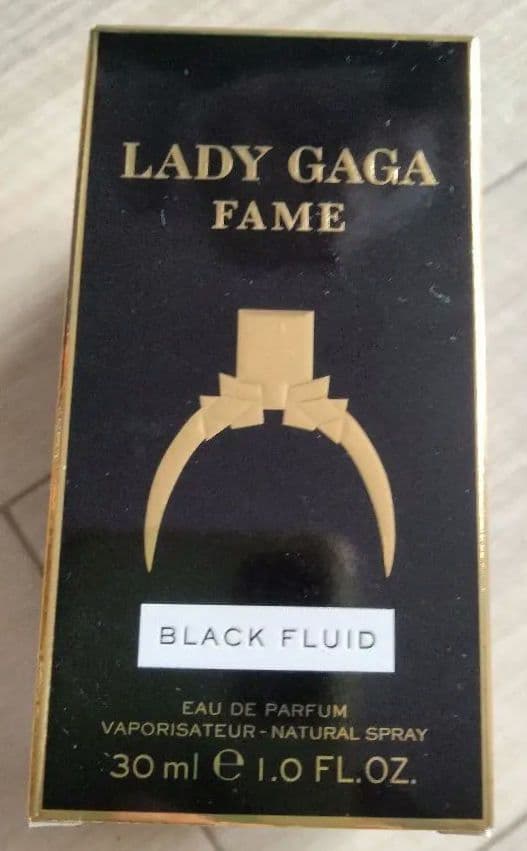 LADY GAGA
FAME
BLACK FLUID
EAU DE PARFUM
VAPORISATEUR - NATURAL SPRAY
30 ml ℮ 1.0 FL.OZ.